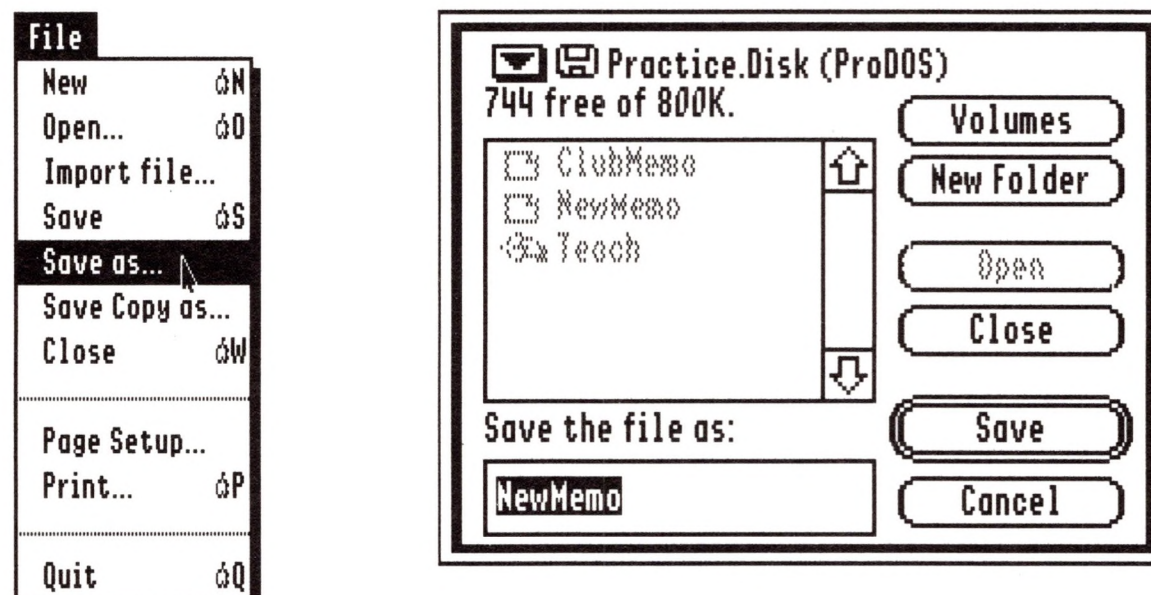 File
New N
Open... O
Import file...
Save S
Save as...
Save Copy as...
Close W
Page Setup...
Print... P
Quit Q
Practice.Disk (ProDOS)
744 free of 800K.
ClubMemo
NewMemo
Teach
Volumes
New Folder
Open
Close
Save the file as:
NewMemo
Save
Cancel